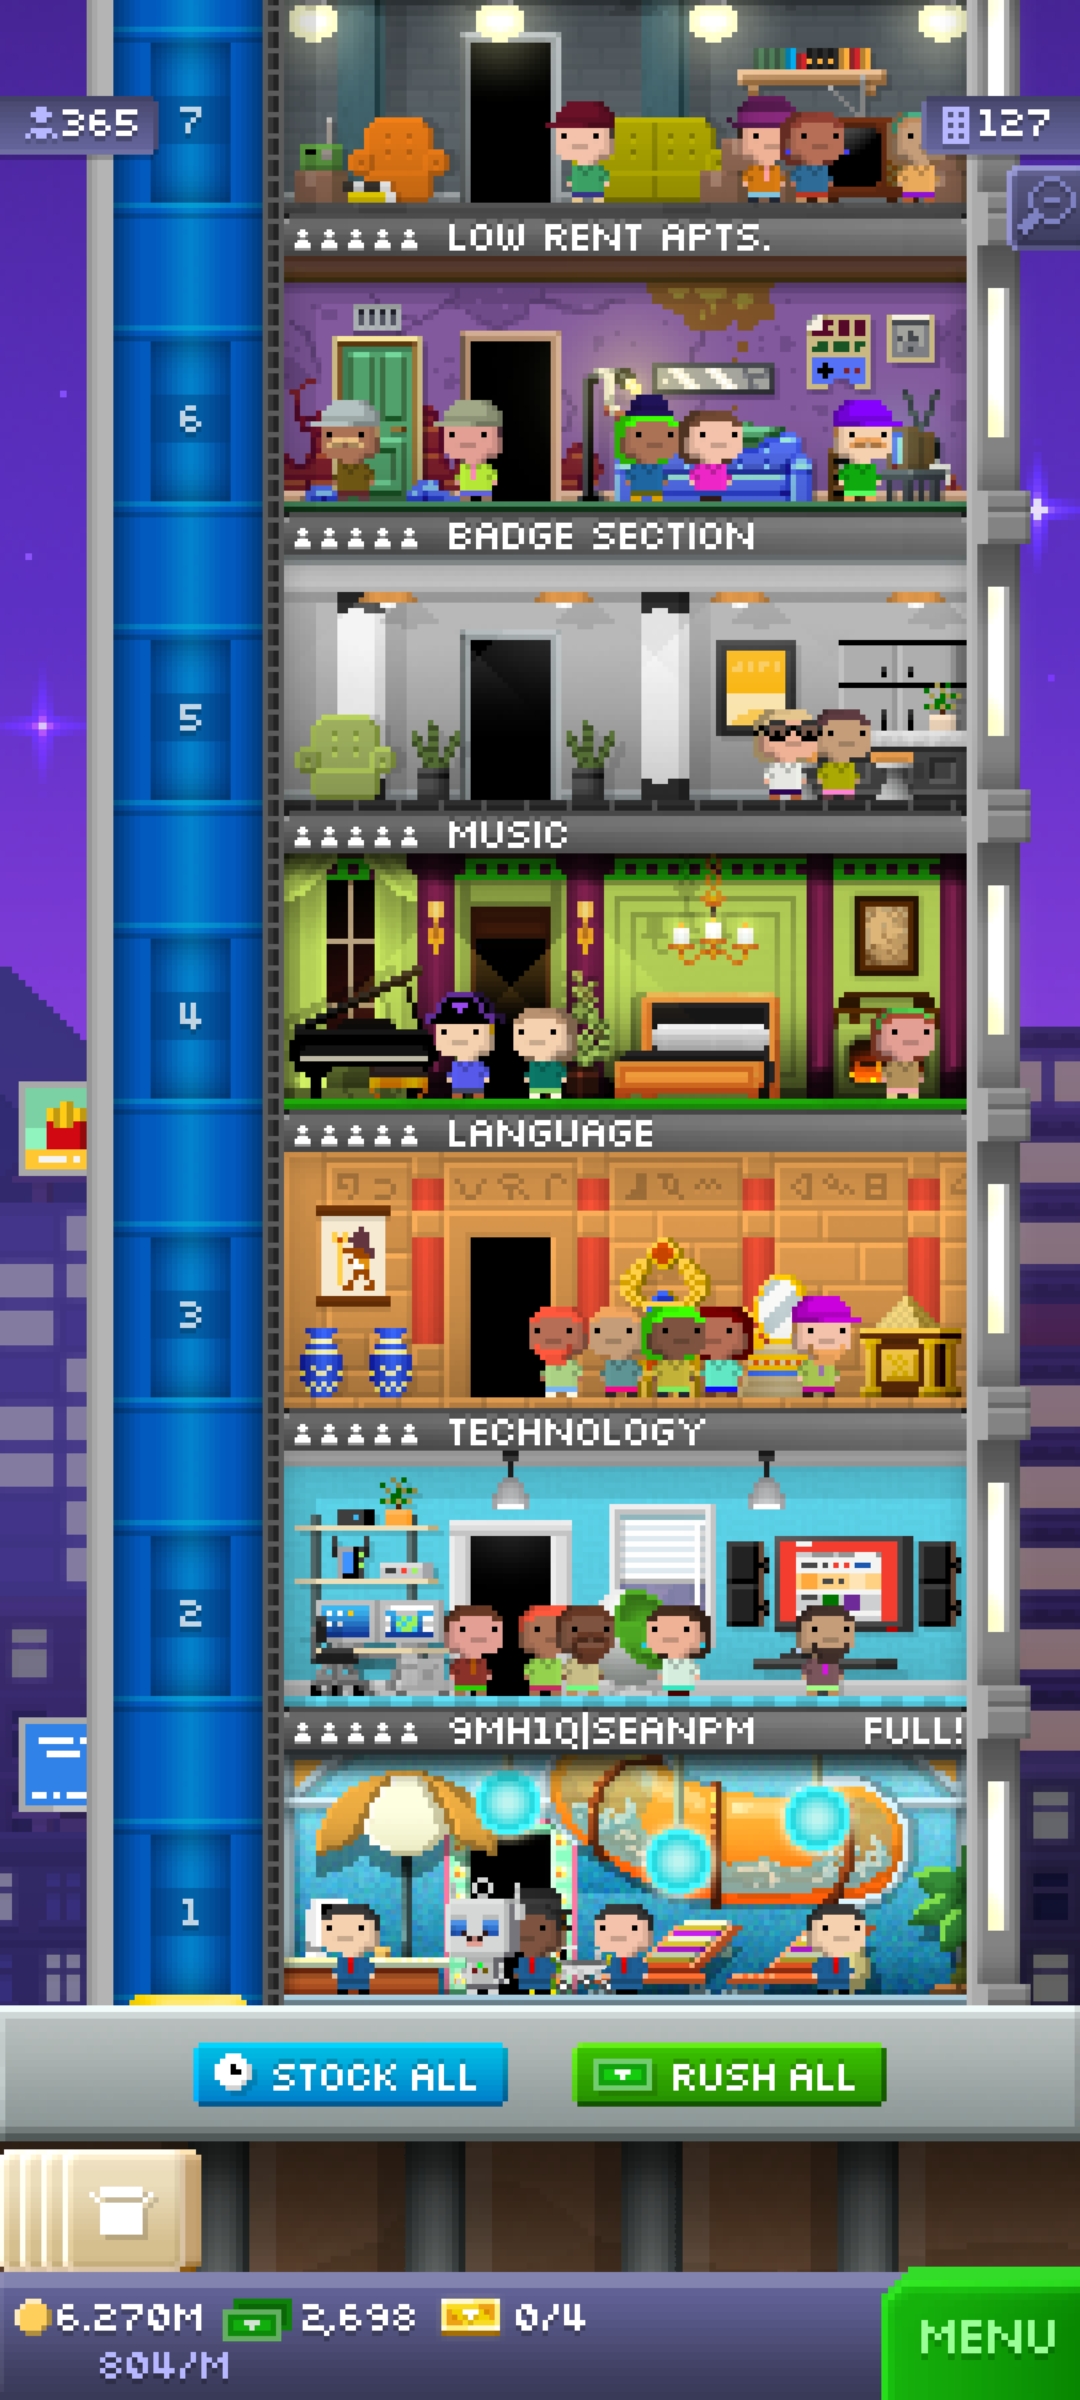 365
7
127
LOW RENT APTS.
6
BADGE SECTION
5
MUSIC
4
LANGUAGE
3
TECHNOLOGY
2
9MH1Q|SEANPM FULL!
1
STOCK ALL
RUSH ALL
6.270M 2,698 0/4
804/M
MENU